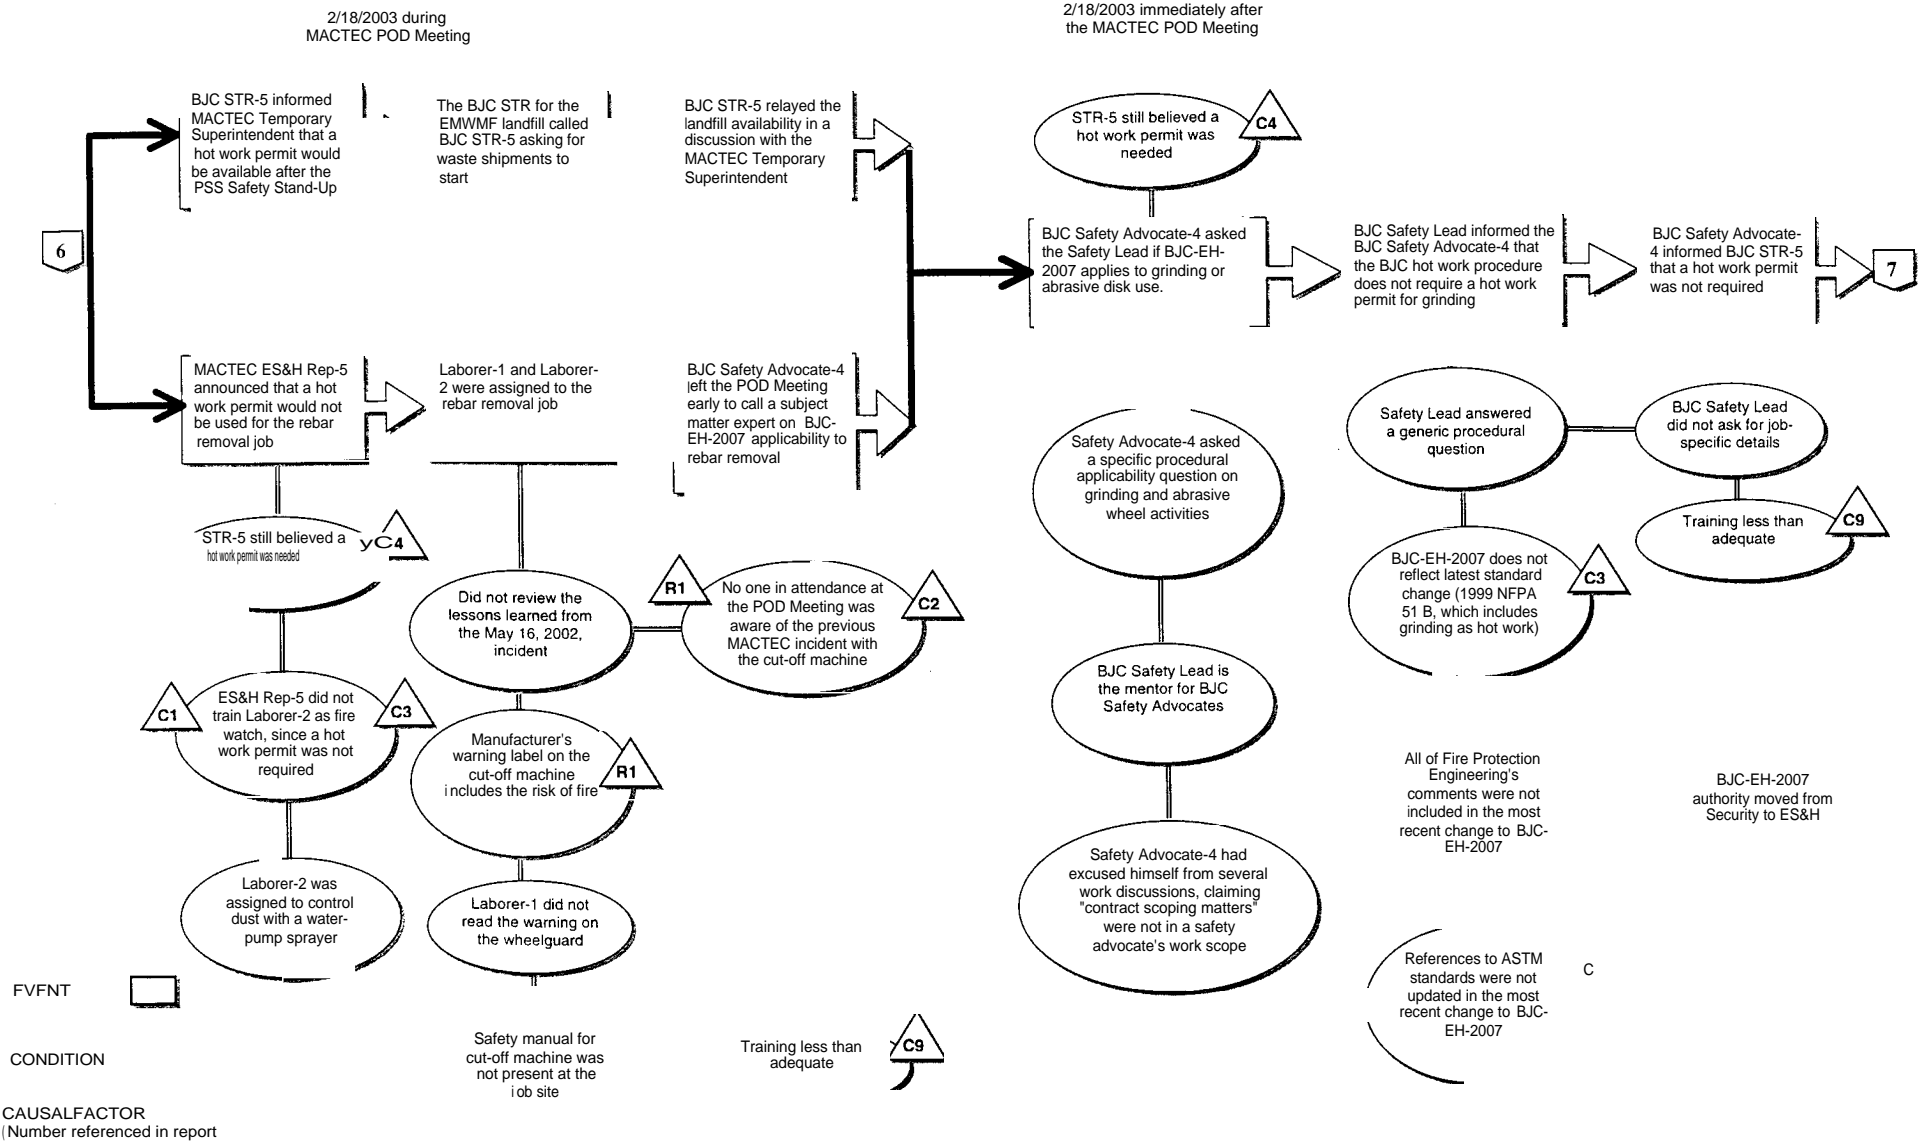 2/18/2003 during
MACTEC POD Meeting
2/18/2003 immediately after
the MACTEC POD Meeting
BJC STR-5 informed
MACTEC Temporary
Superintendent that a
hot work permit would
be available after the
PSS Safety Stand-Up
The BJC STR for the
EMWMF landfill called
BJC STR-5 asking for
waste shipments to
start
BJC STR-5 relayed the
landfill availability in a
discussion with the
MACTEC Temporary
Superintendent
STR-5 still believed a
hot work permit was
needed
C4
6
BJC Safety Advocate-4 asked
the Safety Lead if BJC-EH-
2007 applies to grinding or
abrasive disk use.
BJC Safety Lead informed the
BJC Safety Advocate-4 that
the BJC hot work procedure
does not require a hot work
permit for grinding
BJC Safety Advocate-
4 informed BJC STR-5
that a hot work permit
was not required
7
MACTEC ES&H Rep-5
announced that a hot
work permit would not
be used for the rebar
removal job
Laborer-1 and Laborer-
2 were assigned to the
rebar removal job
BJC Safety Advocate-4
left the POD Meeting
early to call a subject
matter expert on BJC-
EH-2007 applicability to
rebar removal
STR-5 still believed a
hot work permit was needed
yC4
ES&H Rep-5 did not
train Laborer-2 as fire
watch, since a hot
work permit was not
required
C1
C3
Laborer-2 was
assigned to control
dust with a water-
pump sprayer
Did not review the
lessons learned from
the May 16, 2002,
incident
R1
No one in attendance at
the POD Meeting was
aware of the previous
MACTEC incident with
the cut-off machine
C2
Manufacturer's
warning label on the
cut-off machine
includes the risk of fire
R1
Laborer-1 did not
read the warning on
the wheelguard
Safety manual for
cut-off machine was
not present at the
iob site
Training less than
adequate
C9
Safety Advocate-4 asked
a specific procedural
applicability question on
grinding and abrasive
wheel activities
BJC Safety Lead is
the mentor for BJC
Safety Advocates
Safety Advocate-4 had
excused himself from several
work discussions, claiming
"contract scoping matters"
were not in a safety
advocate's work scope
Safety Lead answered
a generic procedural
question
BJC Safety Lead
did not ask for job-
specific details
Training less than
adequate
C9
BJC-EH-2007 does not
reflect latest standard
change (1999 NFPA
51 B, which includes
grinding as hot work)
C3
All of Fire Protection
Engineering's
comments were not
included in the most
recent change to BJC-
EH-2007
BJC-EH-2007
authority moved from
Security to ES&H
References to ASTM
standards were not
updated in the most
recent change to BJC-
EH-2007
C
FVFNT
CONDITION
CAUSALFACTOR
(Number referenced in report